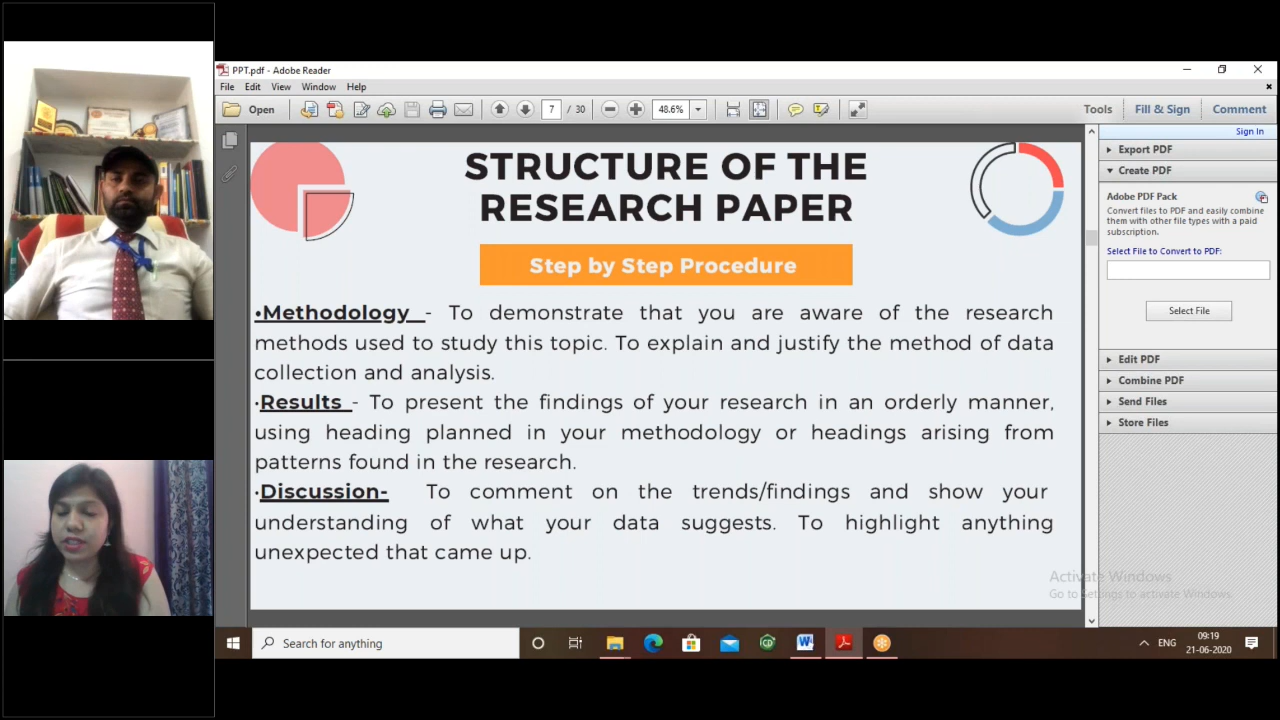 PPT.pdf - Adobe Reader
File Edit View Window Help
Open 7 / 30 48.6% Tools Fill & Sign Comment
Sign In
Export PDF
Create PDF
Adobe PDF Pack
Convert files to PDF and easily combine
them with other file types with a paid
subscription.
Select File to Convert to PDF:
Select File
Edit PDF
Combine PDF
Send Files
Store Files
STRUCTURE OF THE
RESEARCH PAPER
Step by Step Procedure
•Methodology - To demonstrate that you are aware of the research
methods used to study this topic. To explain and justify the method of data
collection and analysis.
·Results - To present the findings of your research in an orderly manner,
using heading planned in your methodology or headings arising from
patterns found in the research.
·Discussion- To comment on the trends/findings and show your
understanding of what your data suggests. To highlight anything
unexpected that came up.
Activate Windows
Go to Settings to activate Windows.
Search for anything
ENG
09:19
21-06-2020